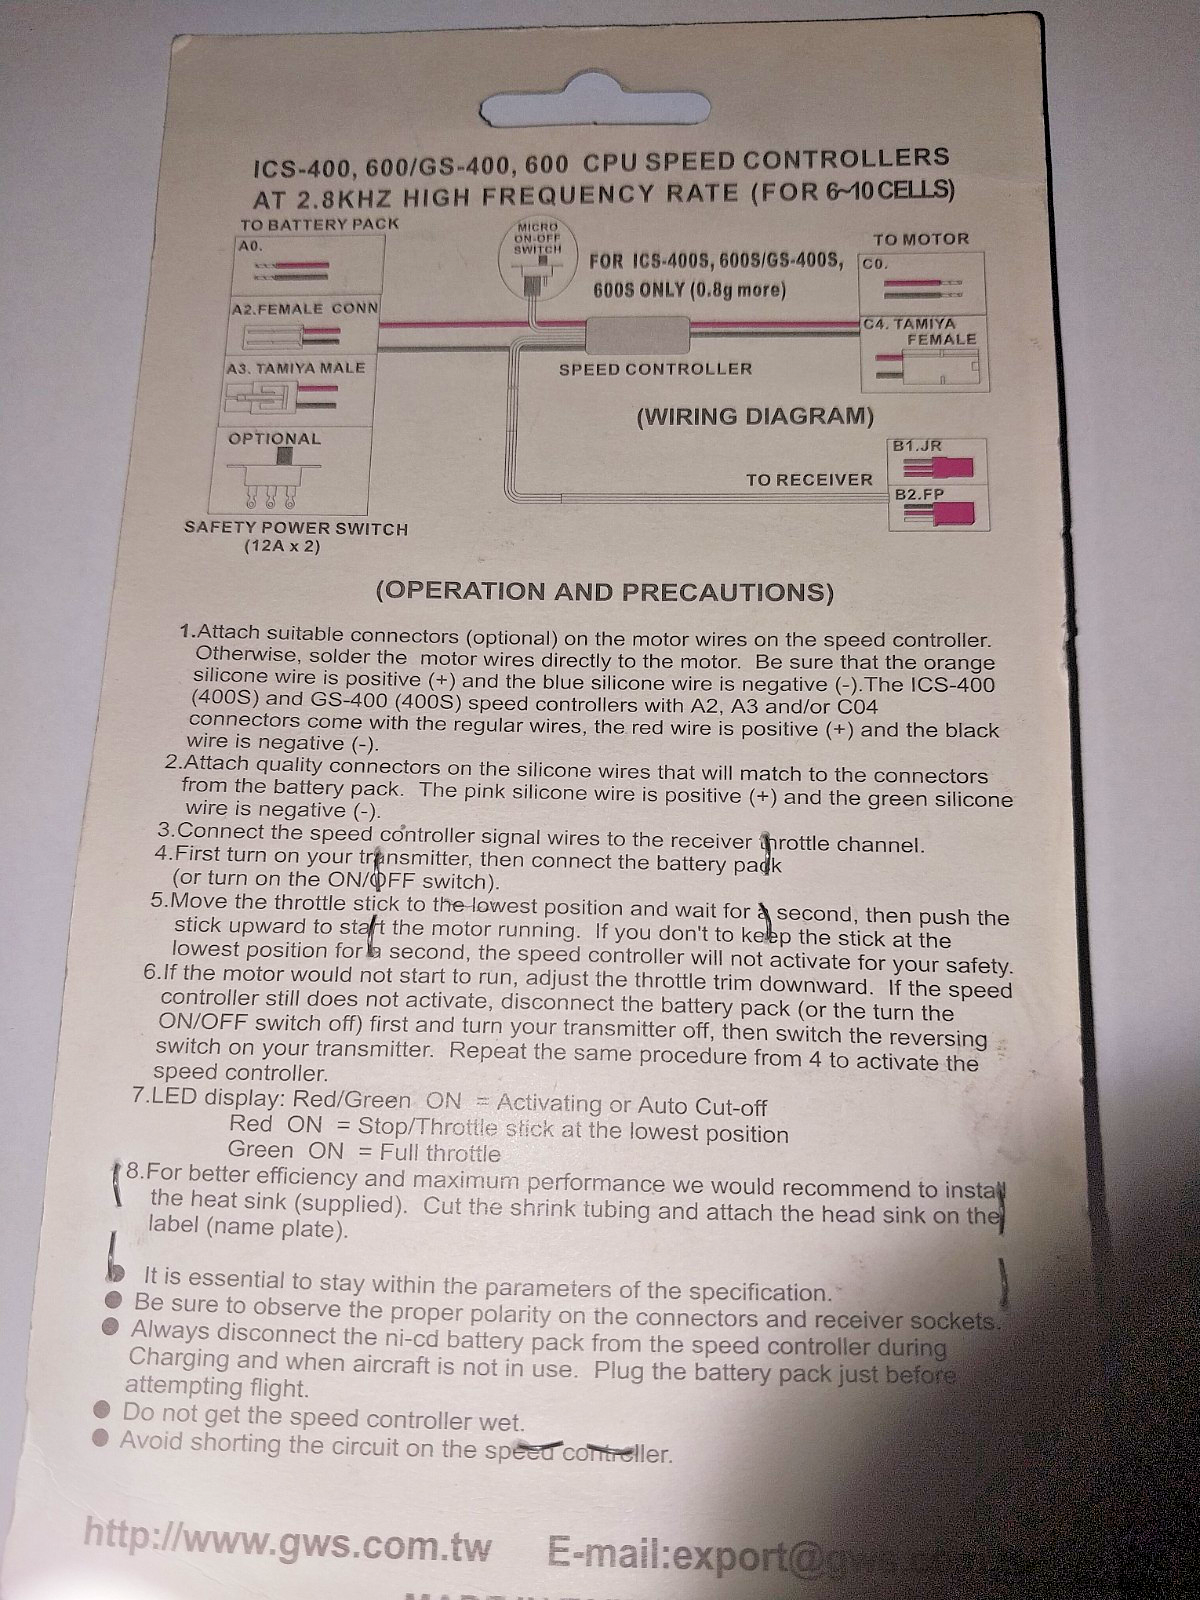 ICS-400, 600/GS-400, 600 CPU SPEED CONTROLLERS
AT 2.8KHZ HIGH FREQUENCY RATE (FOR 6~10CELLS)
TO BATTERY PACK
A0.
A2.FEMALE CONN
A3. TAMIYA MALE
OPTIONAL
SAFETY POWER SWITCH
(12A x 2)
MICRO
ON-OFF
SWITCH
FOR ICS-400S, 600S/GS-400S,
600S ONLY (0.8g more)
SPEED CONTROLLER
TO MOTOR
C0.
C4. TAMIYA
FEMALE
(WIRING DIAGRAM)
TO RECEIVER
B1.JR
B2.FP
(OPERATION AND PRECAUTIONS)
1.Attach suitable connectors (optional) on the motor wires on the speed controller.
Otherwise, solder the motor wires directly to the motor. Be sure that the orange
silicone wire is positive (+) and the blue silicone wire is negative (-).The ICS-400
(400S) and GS-400 (400S) speed controllers with A2, A3 and/or C04
connectors come with the regular wires, the red wire is positive (+) and the black
wire is negative (-).
2.Attach quality connectors on the silicone wires that will match to the connectors
from the battery pack. The pink silicone wire is positive (+) and the green silicone
wire is negative (-).
3.Connect the speed controller signal wires to the receiver throttle channel.
4.First turn on your transmitter, then connect the battery pack
(or turn on the ON/OFF switch).
5.Move the throttle stick to the lowest position and wait for a second, then push the
stick upward to start the motor running. If you don't to keep the stick at the
lowest position for a second, the speed controller will not activate for your safety.
6.If the motor would not start to run, adjust the throttle trim downward. If the speed
controller still does not activate, disconnect the battery pack (or the turn the
ON/OFF switch off) first and turn your transmitter off, then switch the reversing
switch on your transmitter. Repeat the same procedure from 4 to activate the
speed controller.
7.LED display: Red/Green ON = Activating or Auto Cut-off
Red ON = Stop/Throttle stick at the lowest position
Green ON = Full throttle
8.For better efficiency and maximum performance we would recommend to install
the heat sink (supplied). Cut the shrink tubing and attach the head sink on the
label (name plate).
● It is essential to stay within the parameters of the specification.
● Be sure to observe the proper polarity on the connectors and receiver sockets.
● Always disconnect the ni-cd battery pack from the speed controller during
Charging and when aircraft is not in use. Plug the battery pack just before
attempting flight.
● Do not get the speed controller wet.
● Avoid shorting the circuit on the speed controller.
http://www.gws.com.tw E-mail:export@gws.com
MADE IN